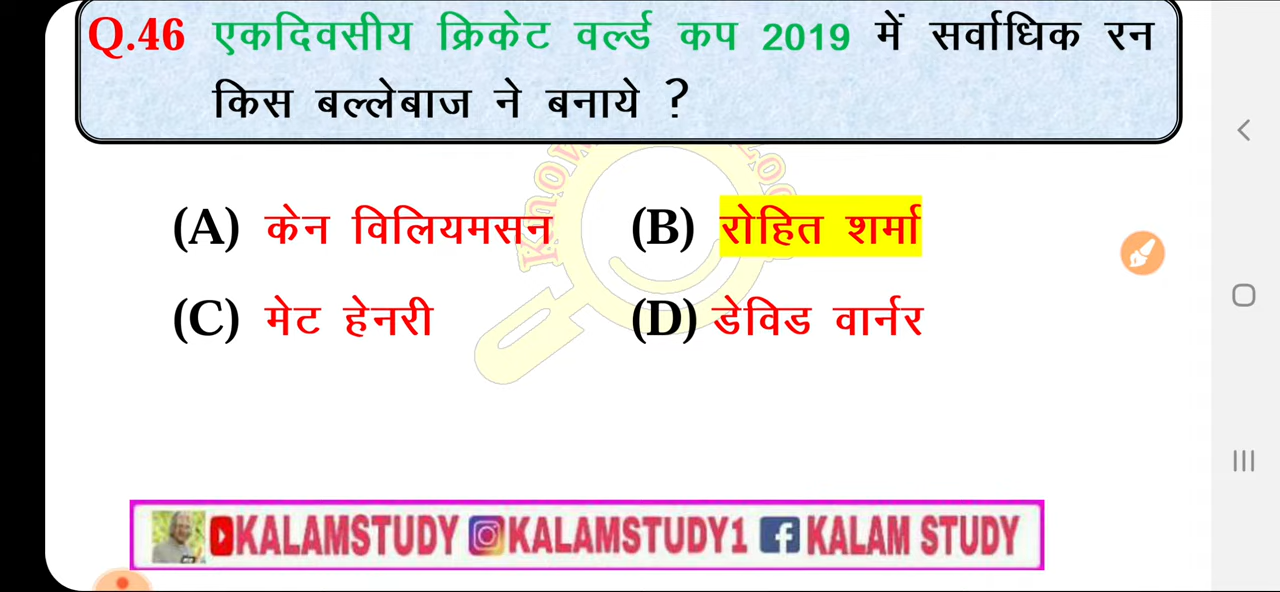 Q.46 एकदिवसीय क्रिकेट वर्ल्ड कप 2019 में सर्वाधिक रन
किस बल्लेबाज ने बनाये ?
(A) केन विलियमसन (B) रोहित शर्मा
(C) मेट हेनरी (D) डेविड वार्नर
KALAMSTUDY KALAMSTUDY1 KALAM STUDY